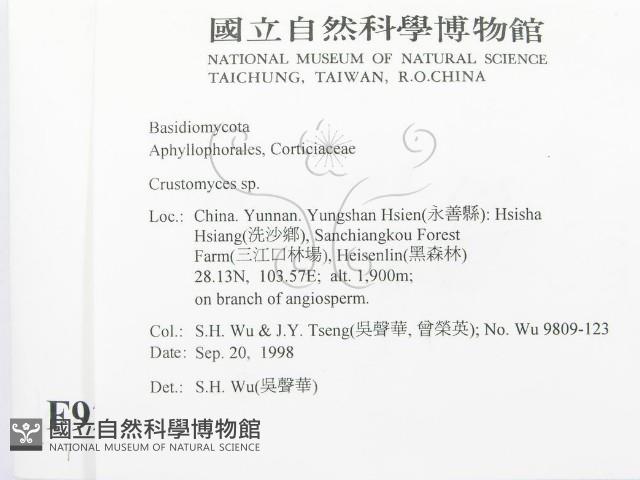 國立自然科學博物館
NATIONAL MUSEUM OF NATURAL SCIENCE
TAICHUNG, TAIWAN, R.O.CHINA
Basidiomycota
Aphyllophorales, Corticiaceae
Crustomyces sp.
Loc.: China. Yunnan. Yungshan Hsien(永善縣): Hsisha
Hsiang(洗沙鄉), Sanchiangkou Forest
Farm(三江口林場), Heisenlin(黑森林)
28.13N, 103.57E; alt. 1,900m;
on branch of angiosperm.
Col.: S.H. Wu & J.Y. Tseng(吳聲華, 曾榮英); No. Wu 9809-123
Date: Sep. 20, 1998
Det.: S.H. Wu(吳聲華)
國立自然科學博物館
NATIONAL MUSEUM OF NATURAL SCIENCE